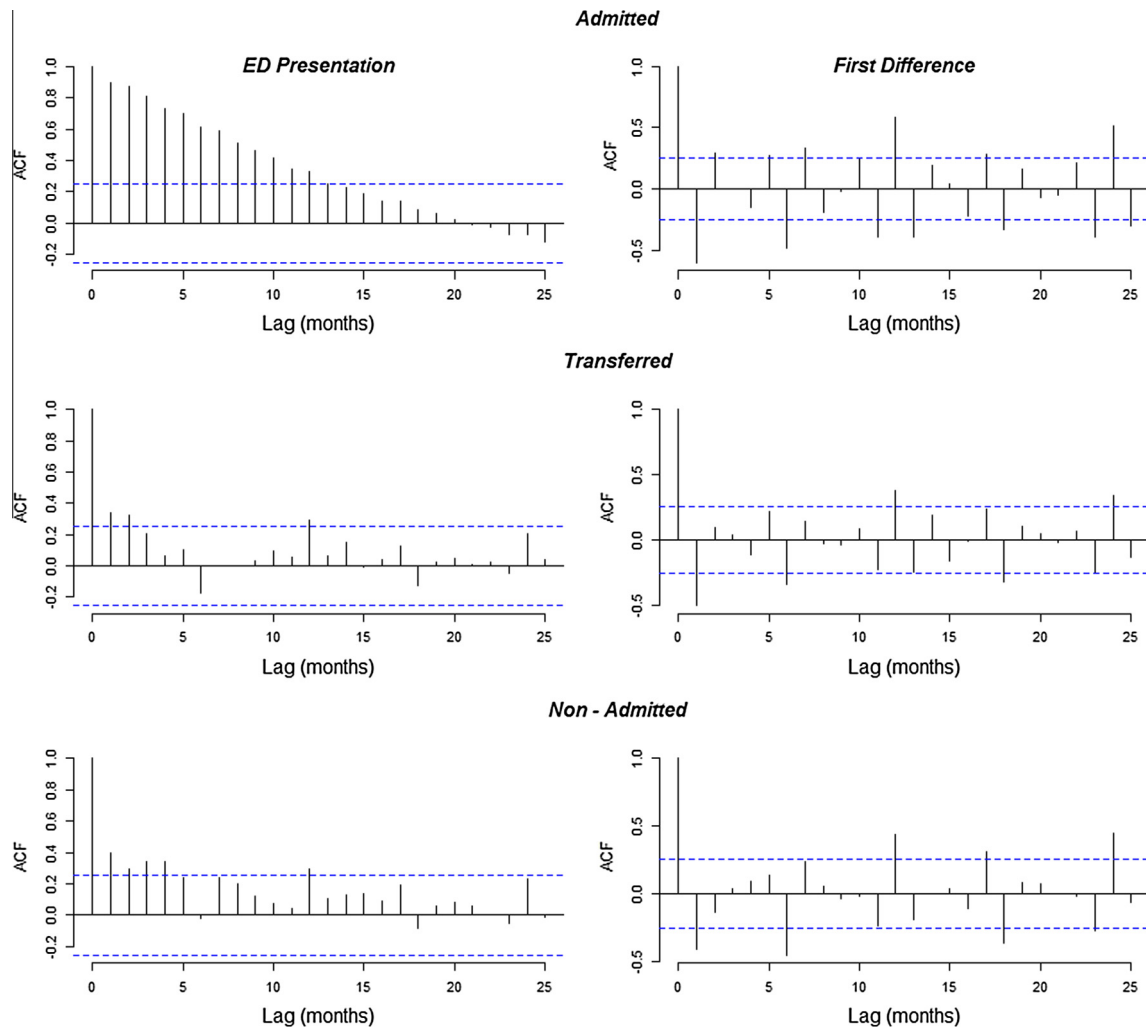 Admitted
ED Presentation
First Difference
ACF
1.0
0.8
0.6
0.4
0.2
0.0
-0.2
0 5 10 15 20 25
Lag (months)
ACF
1.0
0.5
0.0
-0.5
0 5 10 15 20 25
Lag (months)
Transferred
ACF
1.0
0.8
0.6
0.4
0.2
0.0
-0.2
0 5 10 15 20 25
Lag (months)
ACF
1.0
0.5
0.0
-0.5
0 5 10 15 20 25
Lag (months)
Non - Admitted
ACF
1.0
0.8
0.6
0.4
0.2
0.0
-0.2
0 5 10 15 20 25
Lag (months)
ACF
1.0
0.5
0.0
-0.5
0 5 10 15 20 25
Lag (months)